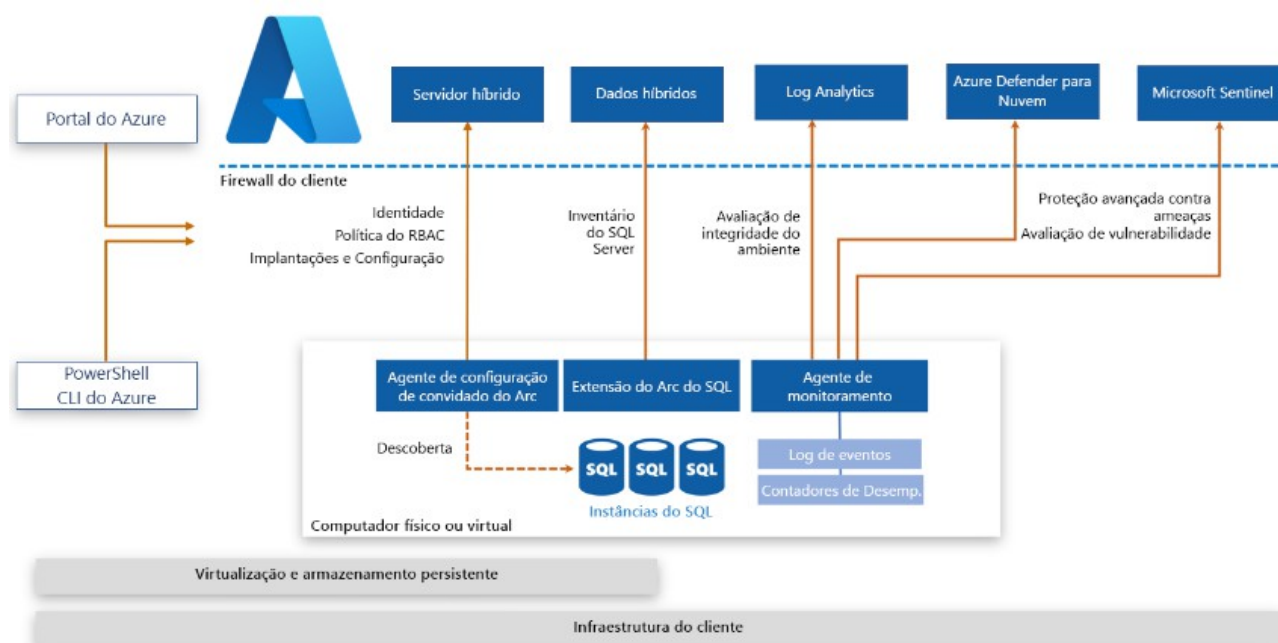 Portal do Azure
Servidor híbrido
Dados híbridos
Log Analytics
Azure Defender para
Nuvem
Microsoft Sentinel
Firewall do cliente
Identidade
Política do RBAC
Implantações e Configuração
Inventário
do SQL
Server
Avaliação de
integridade do
ambiente
Proteção avançada contra
ameaças
Avaliação de vulnerabilidade
PowerShell
CLI do Azure
Agente de configuração
de convidado do Arc
Extensão do Arc do SQL
Agente de
monitoramento
Descoberta
SQL
SQL
SQL
Instâncias do SQL
Log de eventos
Contadores de Desemp.
Computador físico ou virtual
Virtualização e armazenamento persistente
Infraestrutura do cliente